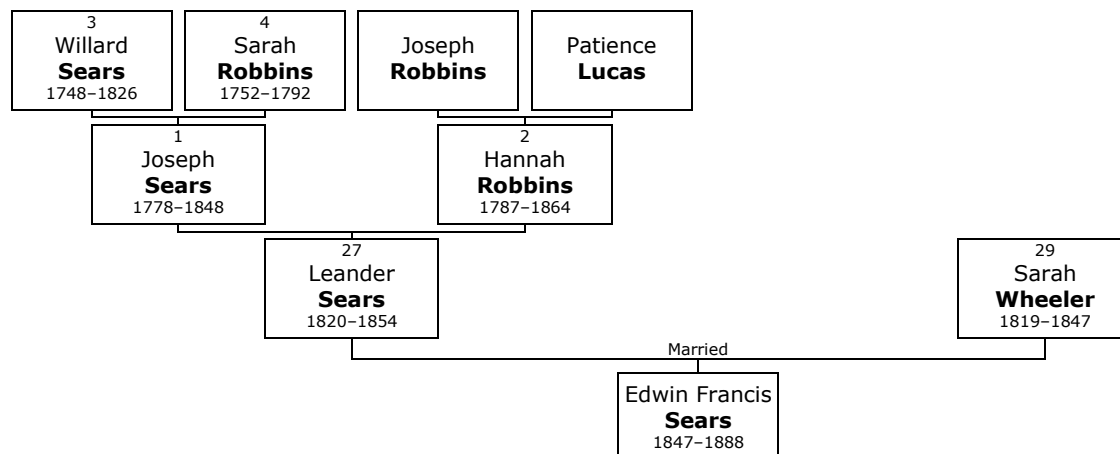 3
Willard
Sears
1748–1826
4
Sarah
Robbins
1752–1792
Joseph
Robbins
Patience
Lucas
1
Joseph
Sears
1778–1848
2
Hannah
Robbins
1787–1864
27
Leander
Sears
1820–1854
29
Sarah
Wheeler
1819–1847
Married
Edwin Francis
Sears
1847–1888